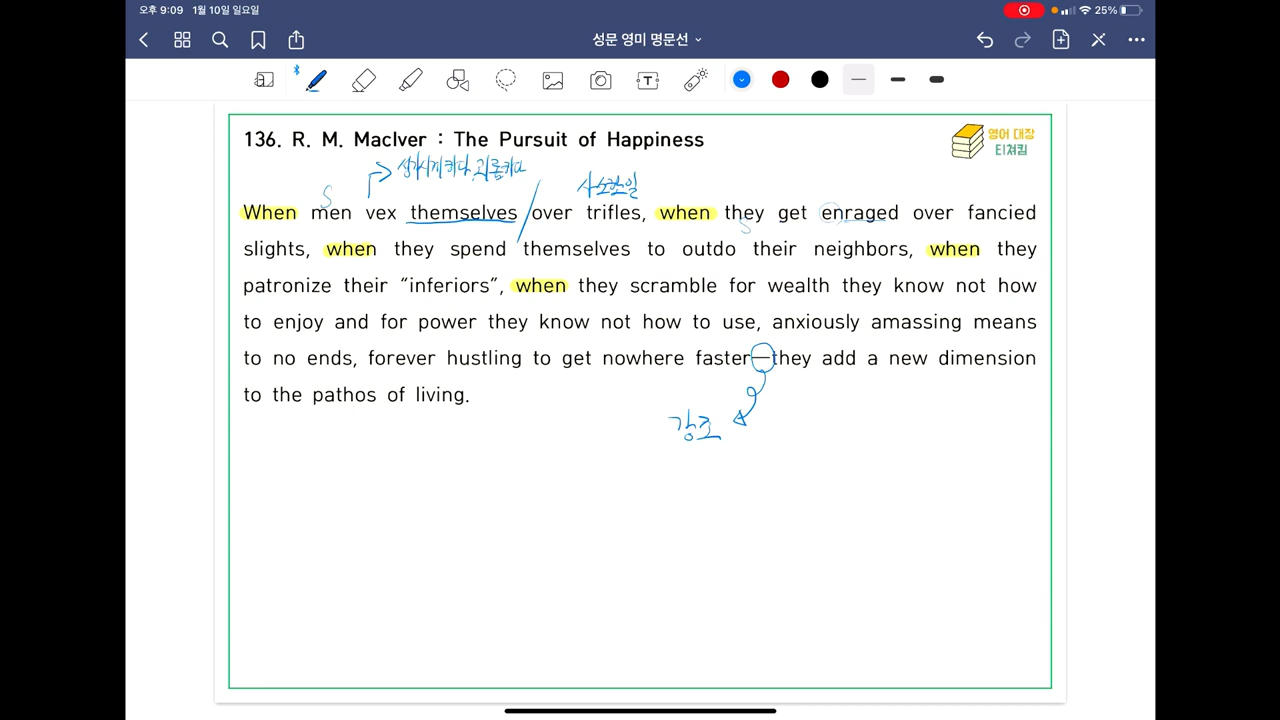 오후 9:09 1월 10일 일요일
25%
성문 영미 명문선
T
136. R. M. MacIver : The Pursuit of Happiness
영어 대장
티쳐킴
성가시게 하다, 괴롭히다
사소한 일
S
When men vex themselves over trifles, when they get enraged over fancied
S
slights, when they spend themselves to outdo their neighbors, when they
patronize their “inferiors”, when they scramble for wealth they know not how
to enjoy and for power they know not how to use, anxiously amassing means
to no ends, forever hustling to get nowhere faster—they add a new dimension
to the pathos of living.
강조